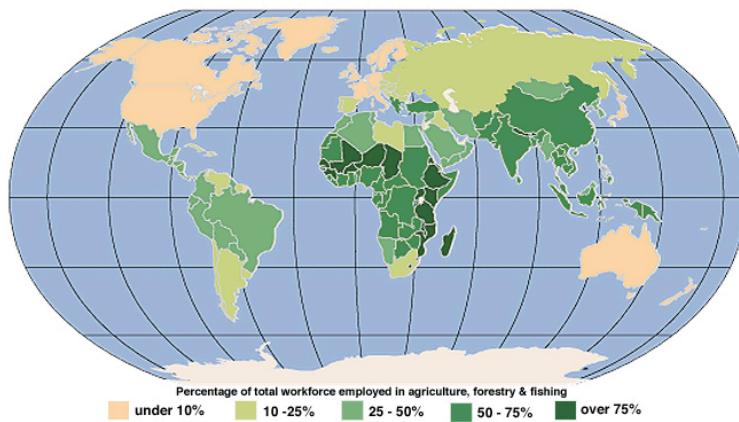 Percentage of total workforce employed in agriculture, forestry & fishing
under 10% 10 -25% 25 - 50% 50 - 75% over 75%